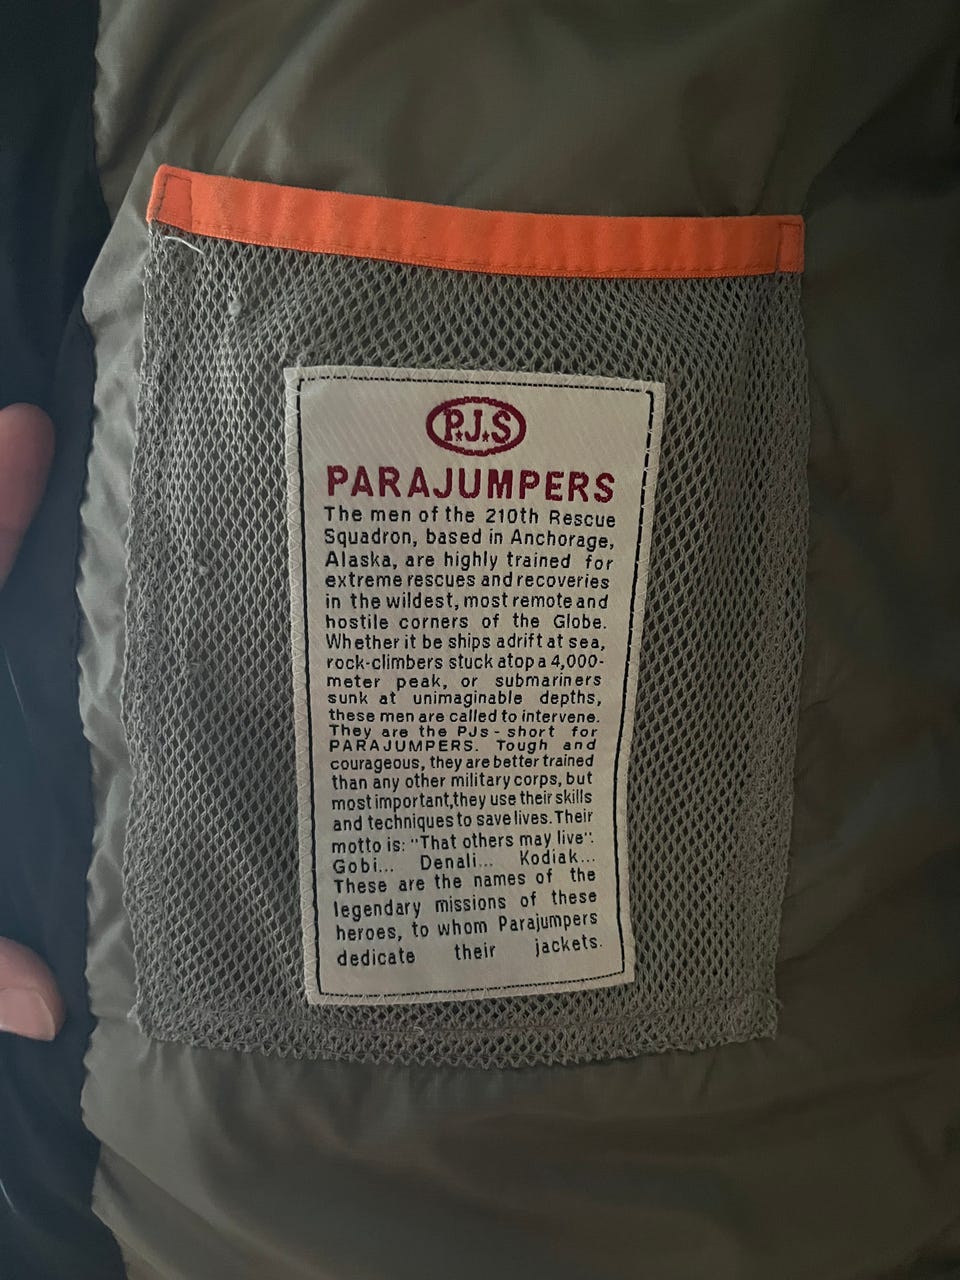 P.J.S
PARAJUMPERS
The men of the 210th Rescue
Squadron, based in Anchorage,
Alaska, are highly trained for
extreme rescues and recoveries
in the wildest, most remote and
hostile corners of the Globe.
Whether it be ships adrift at sea,
rock-climbers stuck atop a 4,000-
meter peak, or submariners
sunk at unimaginable depths,
these men are called to intervene.
They are the PJs - short for
PARAJUMPERS. Tough and
courageous, they are better trained
than any other military corps, but
most important,they use their skills
and techniques to save lives. Their
motto is: "That others may live".
Gobi... Denali... Kodiak...
These are the names of the
legendary missions of these
heroes, to whom Parajumpers
dedicate their jackets.